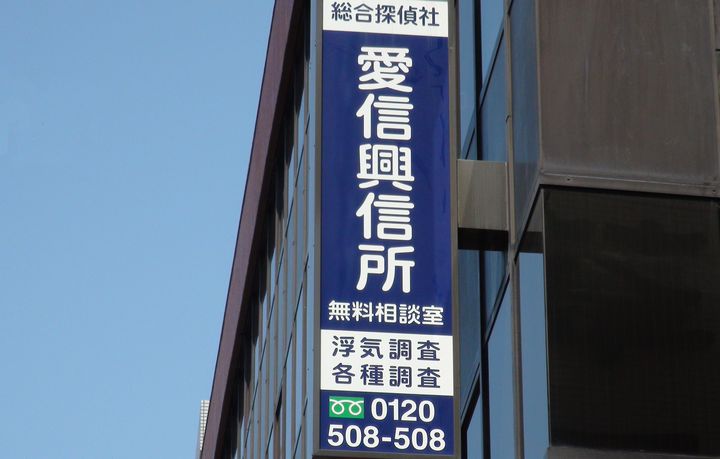 総合探偵社
愛信興信所
無料相談室
浮気調査
各種調査
0120
508-508